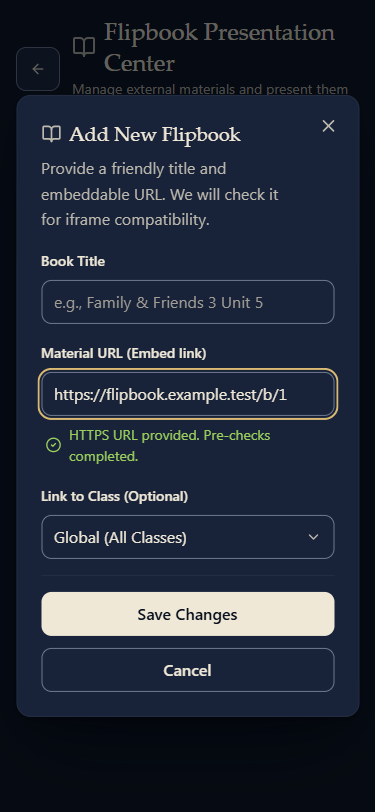 Flipbook Presentation
Center
Manage external materials and present them
Add New Flipbook
Provide a friendly title and
embeddable URL. We will check it
for iframe compatibility.
Book Title
e.g., Family & Friends 3 Unit 5
Material URL (Embed link)
https://flipbook.example.test/b/1
HTTPS URL provided. Pre-checks
completed.
Link to Class (Optional)
Global (All Classes)
Save Changes
Cancel